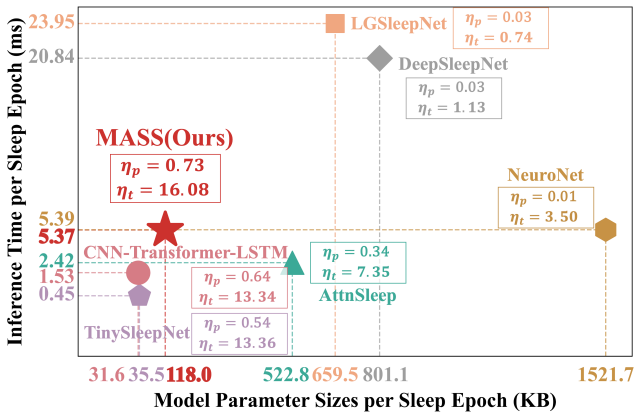 23.95
LGSleepNet
η_p = 0.03
η_t = 0.74
20.84
DeepSleepNet
η_p = 0.03
η_t = 1.13
MASS(Ours)
η_p = 0.73
η_t = 16.08
NeuroNet
η_p = 0.01
η_t = 3.50
5.39
5.37
CNN-Transformer-LSTM
2.42
η_p = 0.34
η_t = 7.35
1.53
η_p = 0.64
η_t = 13.34
AttnSleep
0.45
η_p = 0.54
η_t = 13.36
TinySleepNet
31.6 35.5 118.0 522.8 659.5 801.1 1521.7
Model Parameter Sizes per Sleep Epoch (KB)
Inference Time per Sleep Epoch (ms)